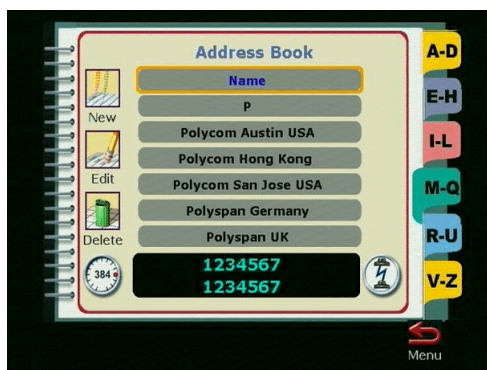 Address Book
Name
P
Polycom Austin USA
Polycom Hong Kong
Polycom San Jose USA
Polyspan Germany
Polyspan UK
1234567
1234567
New
Edit
Delete
384
A-D
E-H
I-L
M-Q
R-U
V-Z
Menu